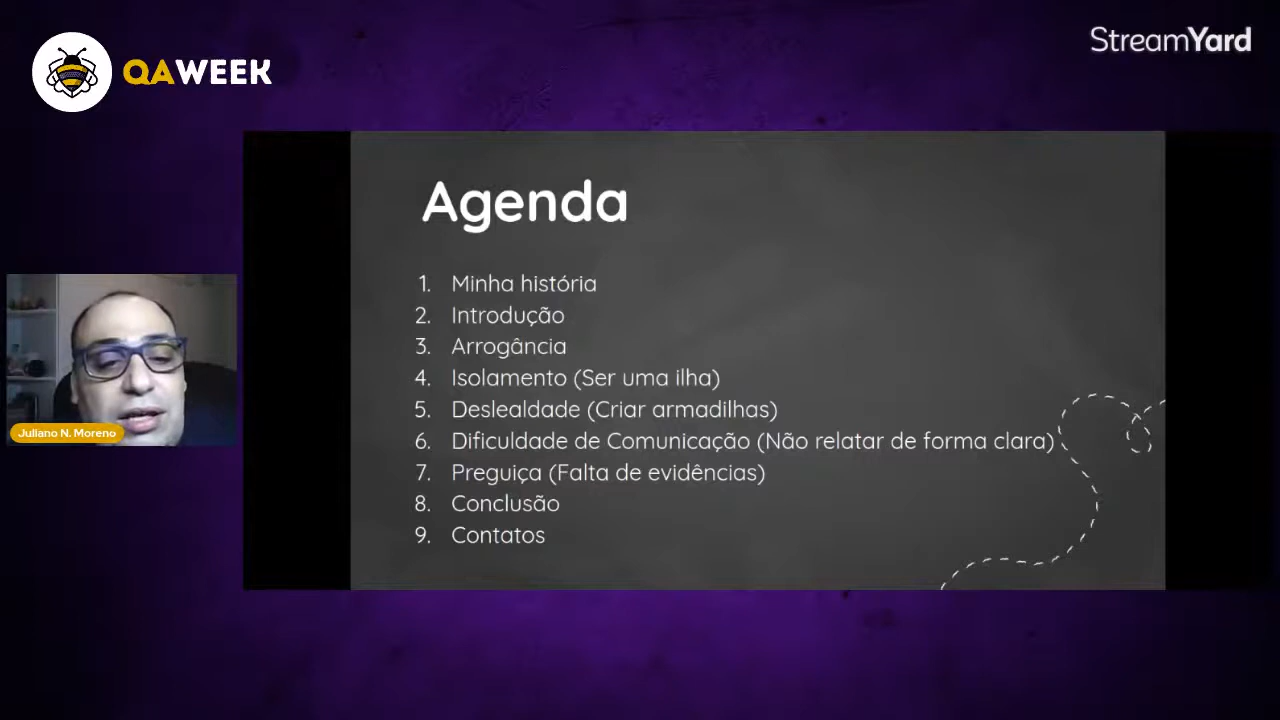 QAWEEK
StreamYard
Agenda
1. Minha história
2. Introdução
3. Arrogância
4. Isolamento (Ser uma ilha)
5. Deslealdade (Criar armadilhas)
6. Dificuldade de Comunicação (Não relatar de forma clara)
7. Preguiça (Falta de evidências)
8. Conclusão
9. Contatos
Juliano N. Moreno